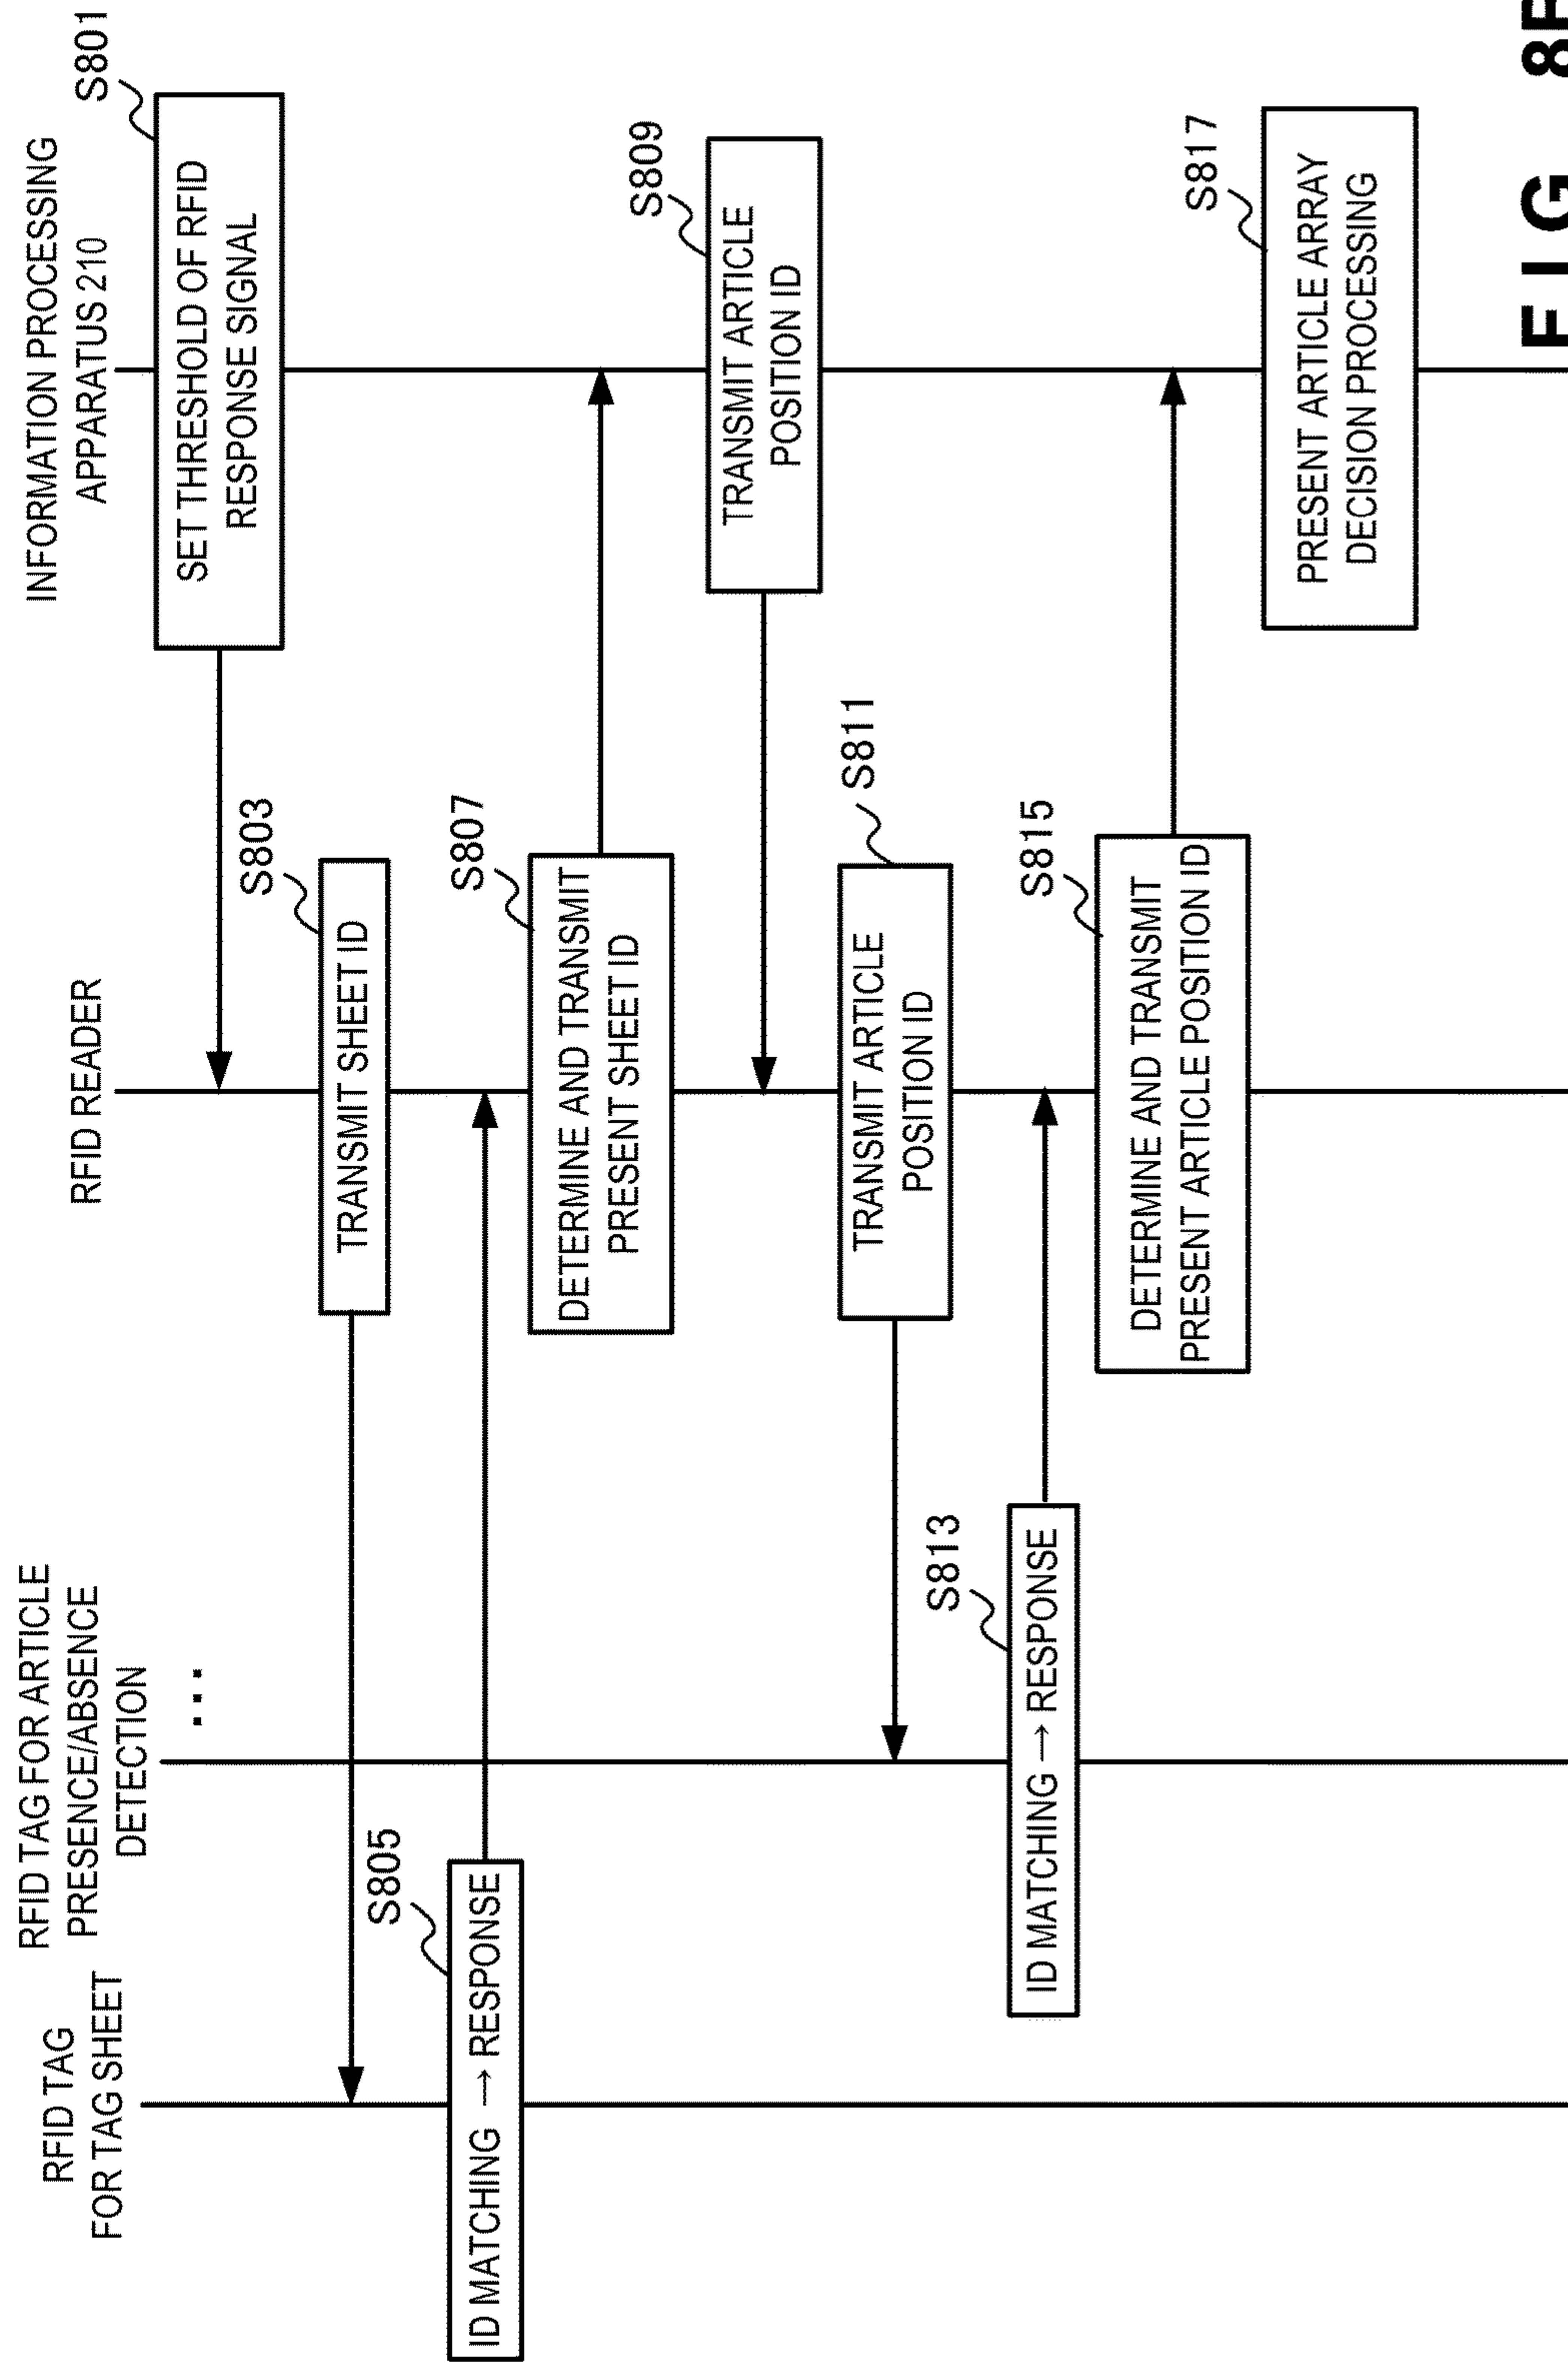 RFID TAG
FOR TAG SHEET
RFID TAG FOR ARTICLE
PRESENCE/ABSENCE
DETECTION
...
RFID READER
INFORMATION PROCESSING
APPARATUS 210
S801
SET THRESHOLD OF RFID
RESPONSE SIGNAL
S803
TRANSMIT SHEET ID
S805
ID MATCHING → RESPONSE
S807
DETERMINE AND TRANSMIT
PRESENT SHEET ID
S809
TRANSMIT ARTICLE
POSITION ID
S811
TRANSMIT ARTICLE
POSITION ID
S813
ID MATCHING → RESPONSE
S815
DETERMINE AND TRANSMIT
PRESENT ARTICLE POSITION ID
S817
PRESENT ARTICLE ARRAY
DECISION PROCESSING
FIG 8